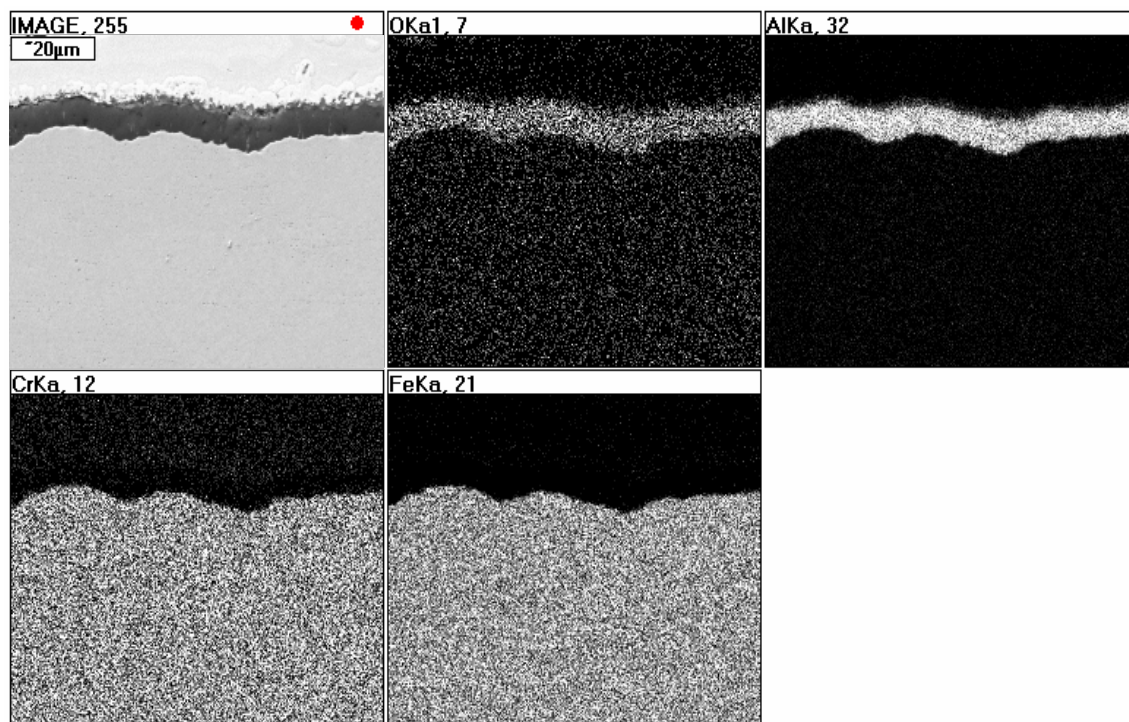 IMAGE, 255
OKa1, 7
AlKa, 32
~20µm
CrKa, 12
FeKa, 21